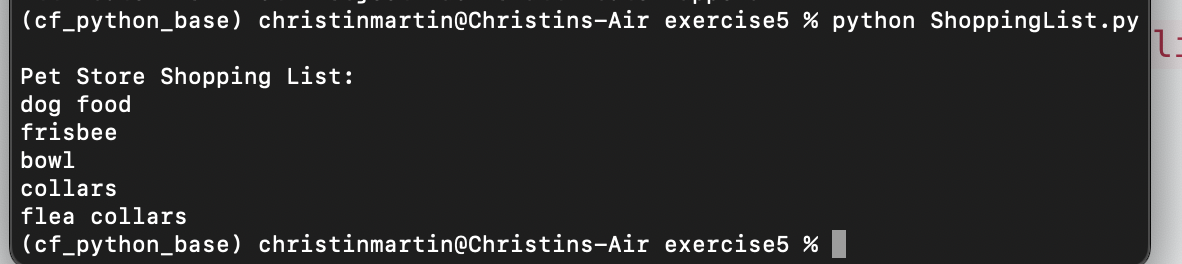 (cf_python_base) christinmartin@Christins-Air exercise5 % python ShoppingList.py
Pet Store Shopping List:
dog food
frisbee
bowl
collars
flea collars
(cf_python_base) christinmartin@Christins-Air exercise5 %